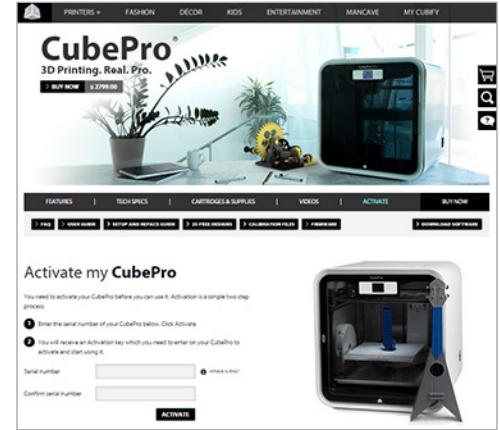 PRINTERS + FASHION DÉCOR KIDS ENTERTAINMENT MANCAVE MY CUBIFY
CubePro®
3D Printing. Real. Pro.
> BUY NOW $ 2799.00
FEATURES | TECH SPECS | CARTRIDGES & SUPPLIES | VIDEOS | ACTIVATE BUY NOW
> FAQ > USER GUIDE > SETUP AND REPACK GUIDE > 25 FREE DESIGNS > CALIBRATION FILES > FIRMWARE > DOWNLOAD SOFTWARE
Activate my CubePro
You need to activate your CubePro before you can use it. Activation is a simple two step
process.
1 Enter the serial number of your CubePro below. Click Activate
2 You will receive an Activation key which you need to enter on your CubePro to
activate and start using it.
Serial number where is this?
Confirm serial number
ACTIVATE